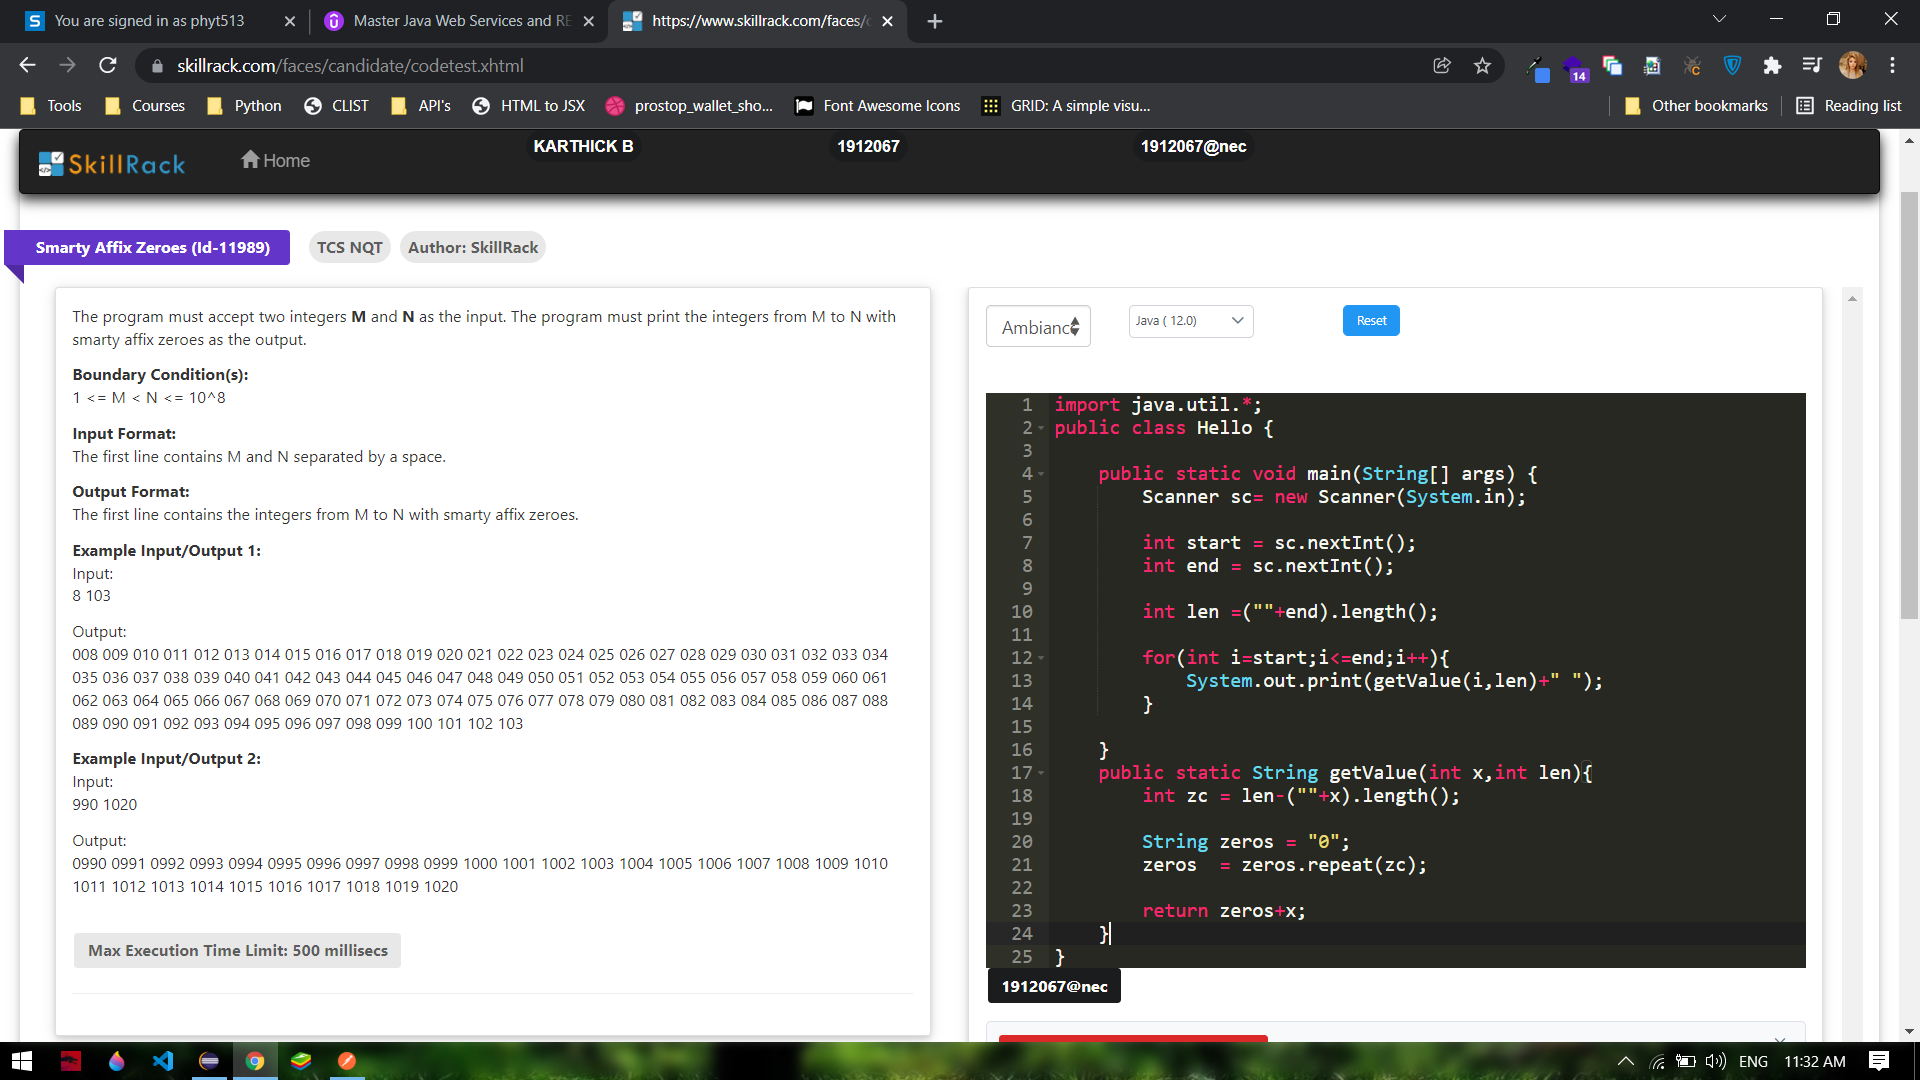 You are signed in as phyt513
Master Java Web Services and RE
https://www.skillrack.com/faces/c
skillrack.com/faces/candidate/codetest.xhtml
14
Tools
Courses
Python
CLIST
API's
HTML to JSX
prostop_wallet_sho...
Font Awesome Icons
GRID: A simple visu...
Other bookmarks
Reading list
SkillRack
Home
KARTHICK B
1912067
1912067@nec
Smarty Affix Zeroes (Id-11989)
TCS NQT
Author: SkillRack
The program must accept two integers M and N as the input. The program must print the integers from M to N with
smarty affix zeroes as the output.
Boundary Condition(s):
1 <= M < N <= 10^8
Input Format:
The first line contains M and N separated by a space.
Output Format:
The first line contains the integers from M to N with smarty affix zeroes.
Example Input/Output 1:
Input:
8 103
Output:
008 009 010 011 012 013 014 015 016 017 018 019 020 021 022 023 024 025 026 027 028 029 030 031 032 033 034
035 036 037 038 039 040 041 042 043 044 045 046 047 048 049 050 051 052 053 054 055 056 057 058 059 060 061
062 063 064 065 066 067 068 069 070 071 072 073 074 075 076 077 078 079 080 081 082 083 084 085 086 087 088
089 090 091 092 093 094 095 096 097 098 099 100 101 102 103
Example Input/Output 2:
Input:
990 1020
Output:
0990 0991 0992 0993 0994 0995 0996 0997 0998 0999 1000 1001 1002 1003 1004 1005 1006 1007 1008 1009 1010
1011 1012 1013 1014 1015 1016 1017 1018 1019 1020
Max Execution Time Limit: 500 millisecs
Ambianc
Java ( 12.0)
Reset
1 import java.util.*;
2 public class Hello {
3
4     public static void main(String[] args) {
5         Scanner sc= new Scanner(System.in);
6
7         int start = sc.nextInt();
8         int end = sc.nextInt();
9
10         int len =(""+end).length();
11
12         for(int i=start;i<=end;i++){
13             System.out.print(getValue(i,len)+" ");
14         }
15
16     }
17     public static String getValue(int x,int len){
18         int zc = len-(""+x).length();
19
20         String zeros = "0";
21         zeros  = zeros.repeat(zc);
22
23         return zeros+x;
24     }
25 }
1912067@nec
ENG
11:32 AM